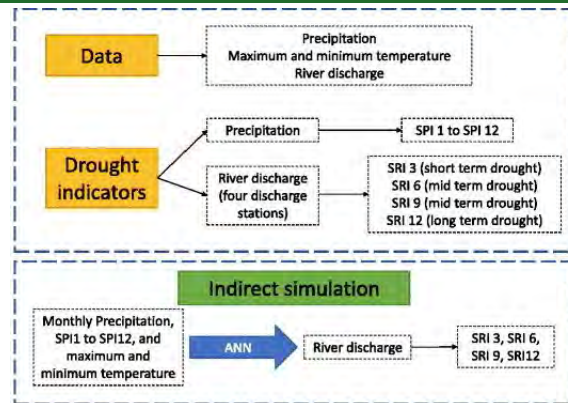 Data
Precipitation
Maximum and minimum temperature
River discharge
Drought
indicators
Precipitation
SPI 1 to SPI 12
River discharge
(four discharge
stations)
SRI 3 (short term drought)
SRI 6 (mid term drought)
SRI 9 (mid term drought)
SRI 12 (long term drought)
Indirect simulation
Monthly Precipitation,
SPI1 to SPI12, and
maximum and
minimum temperature
ANN
River discharge
SRI 3, SRI 6,
SRI 9, SRI12